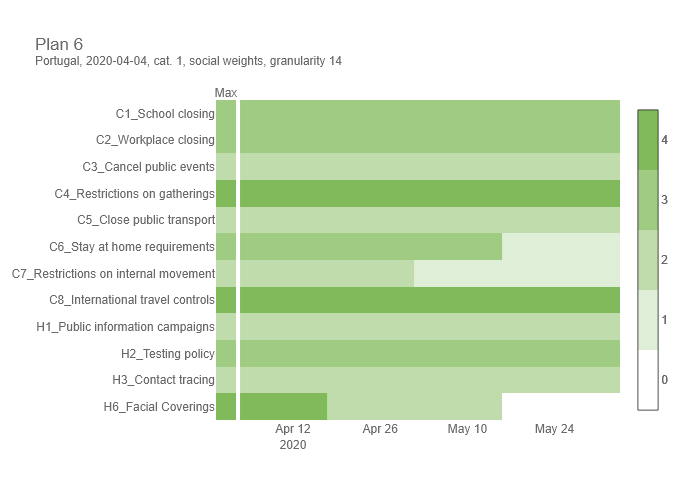 Plan 6
Portugal, 2020-04-04, cat. 1, social weights, granularity 14
Max
C1_School closing
C2_Workplace closing
C3_Cancel public events
C4_Restrictions on gatherings
C5_Close public transport
C6_Stay at home requirements
C7_Restrictions on internal movement
C8_International travel controls
H1_Public information campaigns
H2_Testing policy
H3_Contact tracing
H6_Facial Coverings
Apr 12 Apr 26 May 10 May 24
2020
4
3
2
1
0